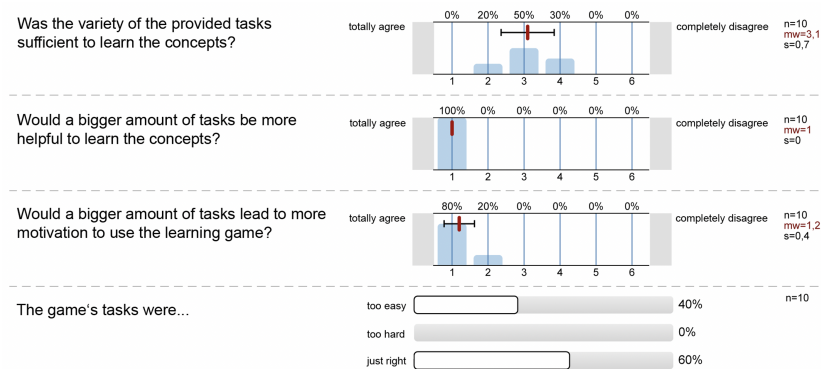 Was the variety of the provided tasks
sufficient to learn the concepts?
totally agree
0% 20% 50% 30% 0% 0%
1 2 3 4 5 6
completely disagree
n=10
mw=3,1
s=0,7
Would a bigger amount of tasks be more
helpful to learn the concepts?
totally agree
100% 0% 0% 0% 0% 0%
1 2 3 4 5 6
completely disagree
n=10
mw=1
s=0
Would a bigger amount of tasks lead to more
motivation to use the learning game?
totally agree
80% 20% 0% 0% 0% 0%
1 2 3 4 5 6
completely disagree
n=10
mw=1,2
s=0,4
The game‘s tasks were...
too easy 40%
too hard 0%
just right 60%
n=10